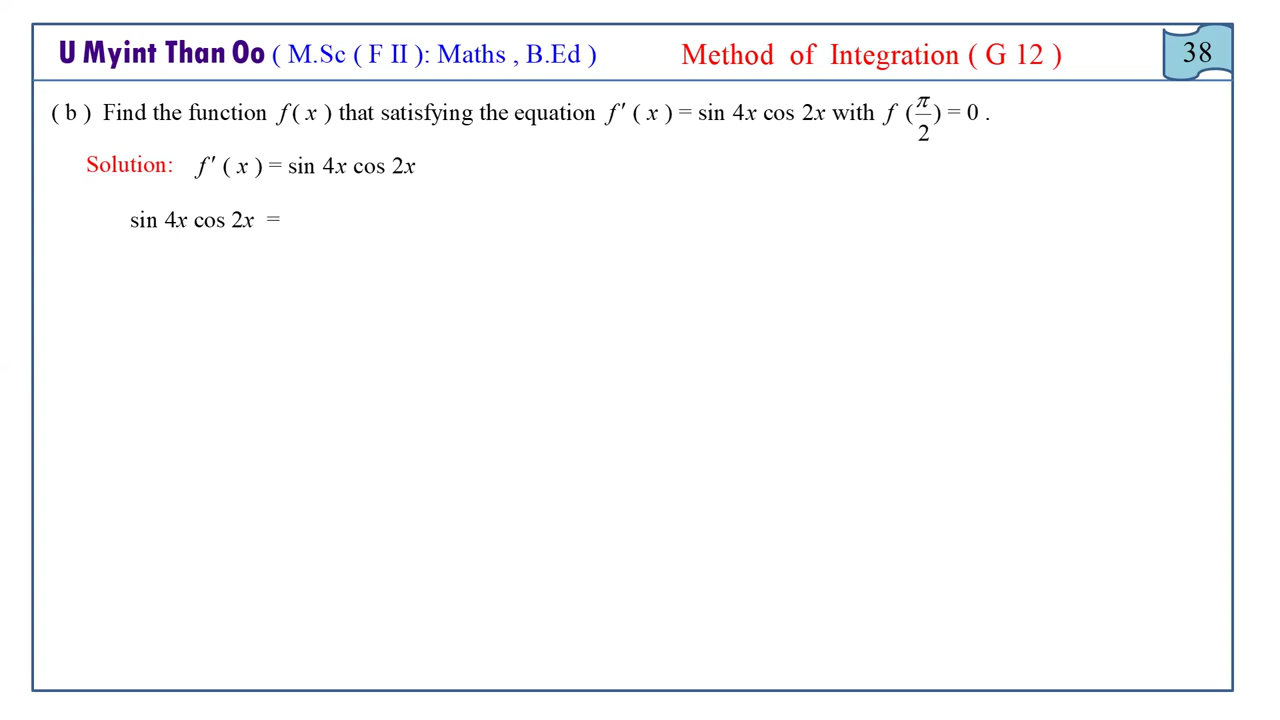 U Myint Than Oo ( M.Sc ( F II ): Maths , B.Ed ) Method of Integration ( G 12 ) 38
( b ) Find the function f ( x ) that satisfying the equation f′ ( x ) = sin 4x cos 2x with f (π/2) = 0 .
Solution: f′ ( x ) = sin 4x cos 2x
sin 4x cos 2x =